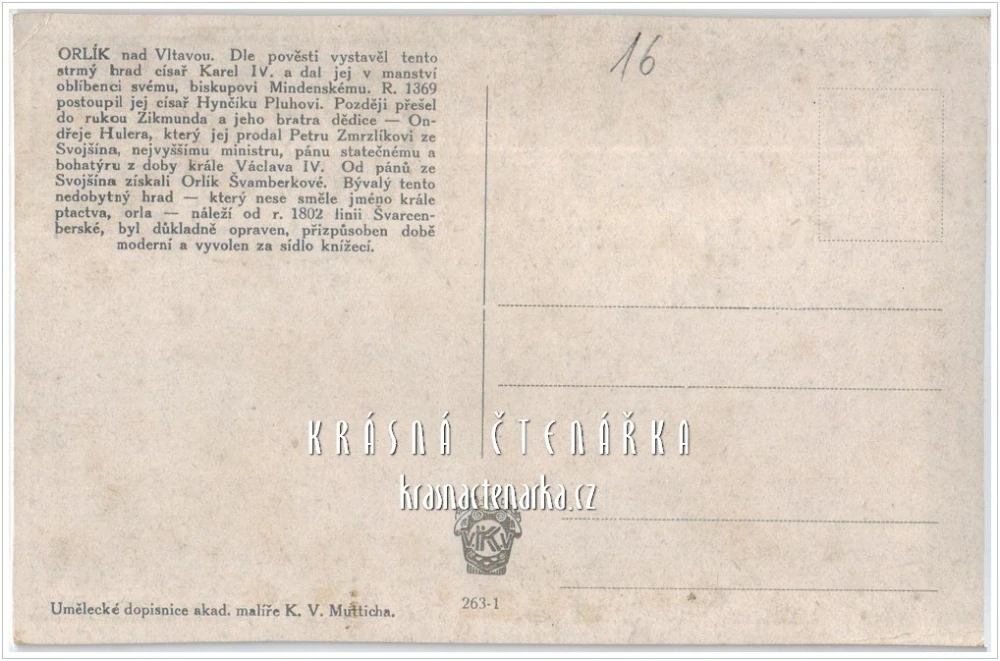 16
ORLÍK nad Vltavou. Dle pověsti vystavěl tento
strmý hrad císař Karel IV. a dal jej v manství
oblíbenci svému, biskupovi Mindenskému. R. 1369
postoupil jej císař Hynčíku Pluhovi. Později přešel
do rukou Zikmunda a jeho bratra dědice — On-
dřeje Hulera, který jej prodal Petru Zmrzlíkovi ze
Svojšína, nejvyššímu ministru, pánu statečnému a
bohatýru z doby krále Václava IV. Od pánů ze
Svojšína získali Orlík Švamberkové. Bývalý tento
nedobytný hrad — který nese směle jméno krále
ptactva, orla — náleží od r. 1802 linii Švarcen-
berské, byl důkladně opraven, přizpůsoben době
moderní a vyvolen za sídlo knížecí.
KRÁSNÁ ČTENÁŘKA
krasnactenarka.cz
V.K.V
263-1
Umělecké dopisnice akad. malíře K. V. Mutticha.